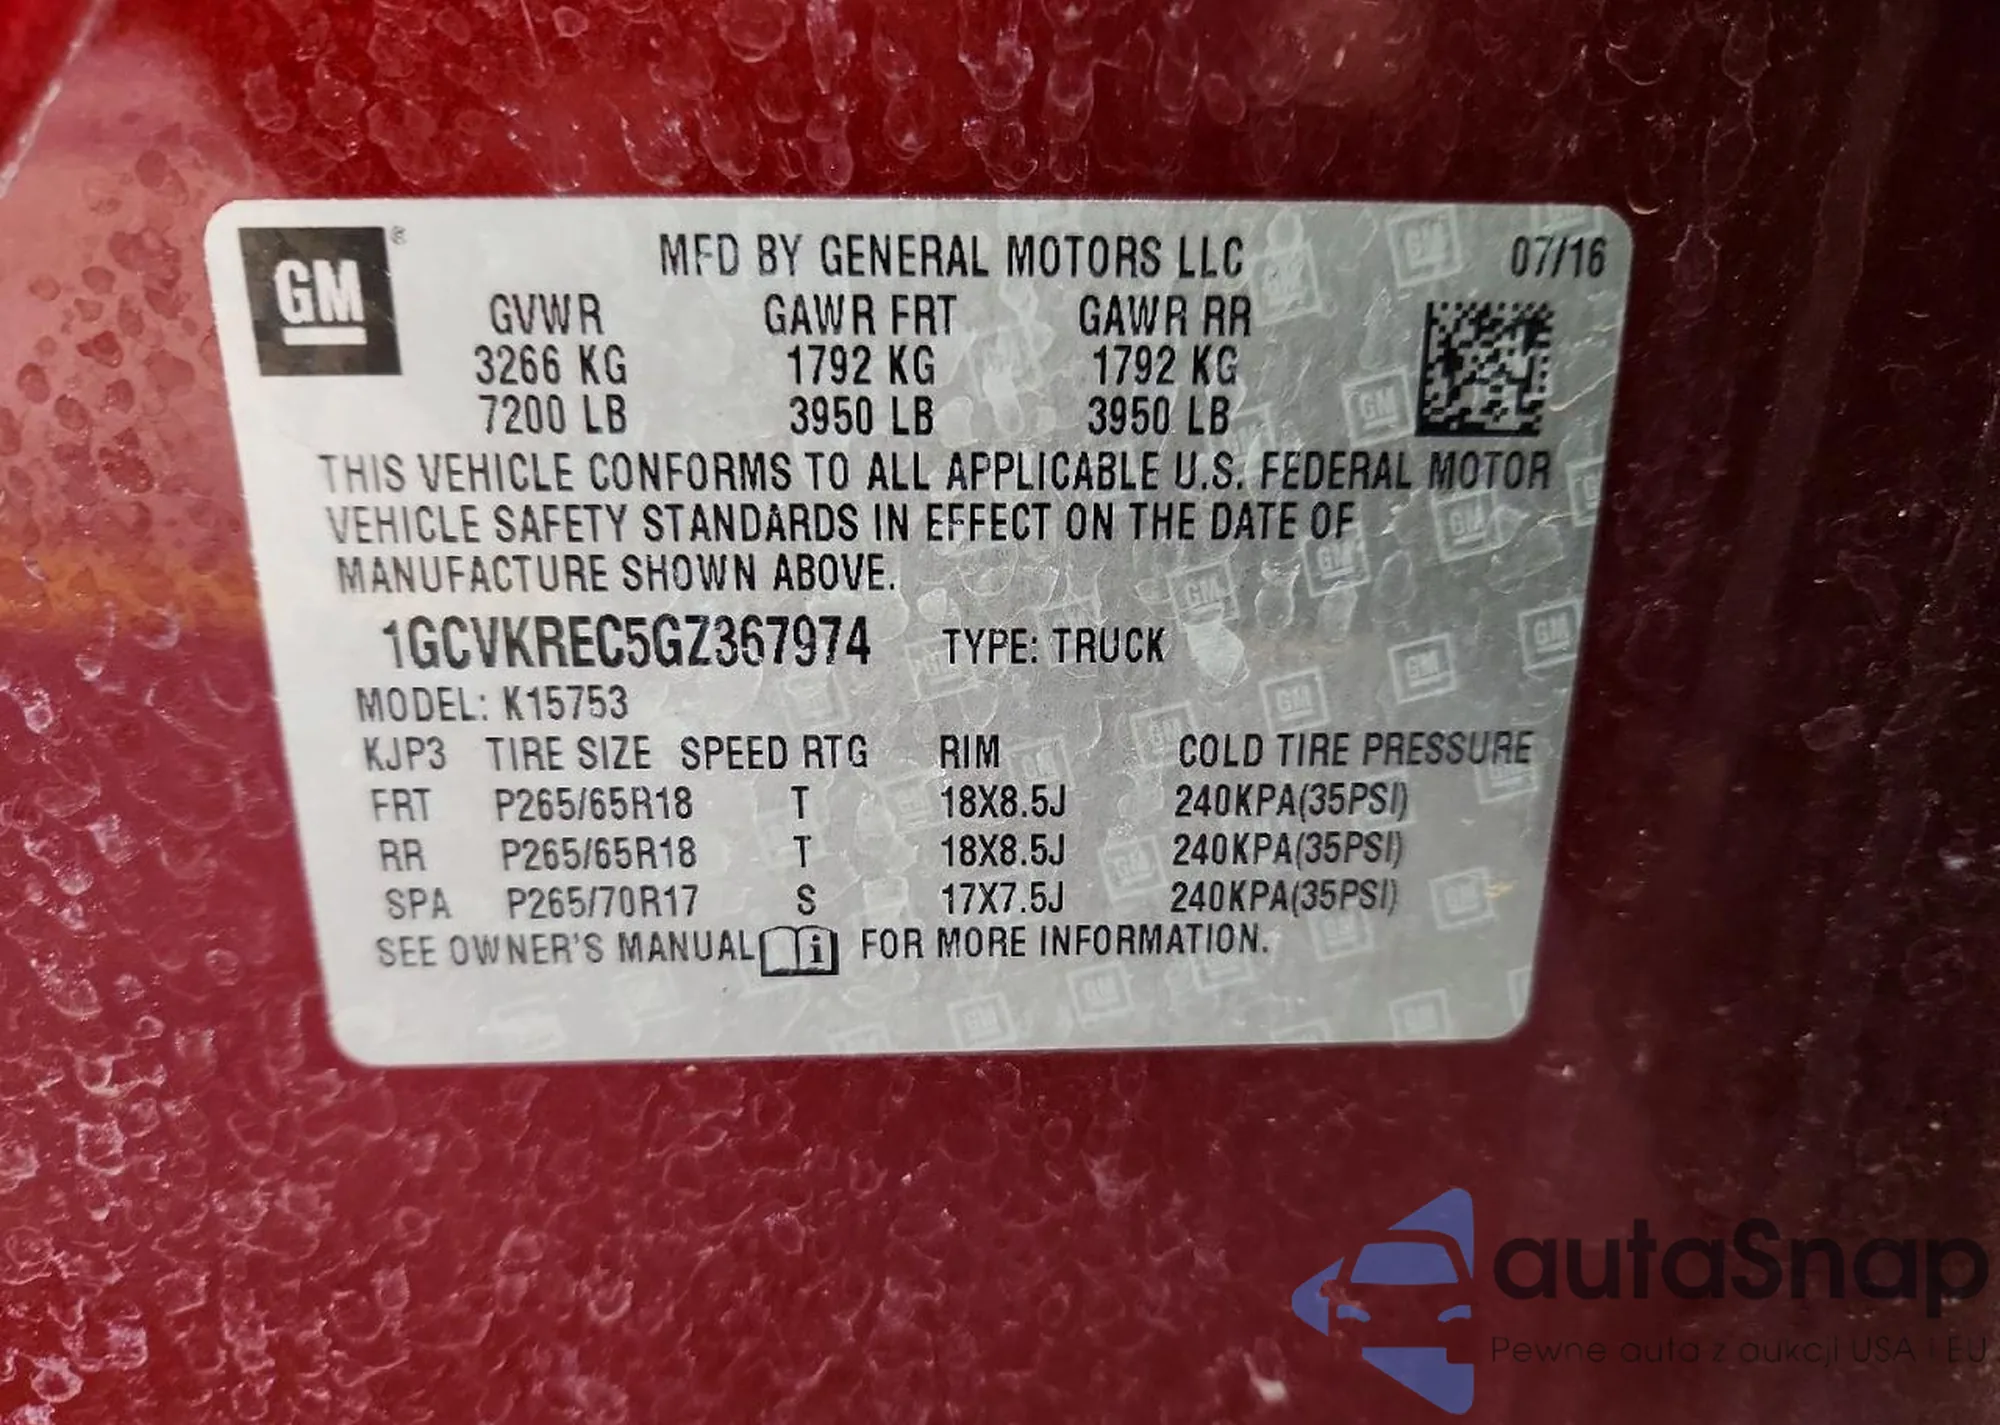 GM ®
MFD BY GENERAL MOTORS LLC 07/16
GVWR GAWR FRT GAWR RR
3266 KG 1792 KG 1792 KG
7200 LB 3950 LB 3950 LB
THIS VEHICLE CONFORMS TO ALL APPLICABLE U.S. FEDERAL MOTOR
VEHICLE SAFETY STANDARDS IN EFFECT ON THE DATE OF
MANUFACTURE SHOWN ABOVE.
1GCVKREC5GZ367974 TYPE: TRUCK
MODEL: K15753
KJP3 TIRE SIZE SPEED RTG RIM COLD TIRE PRESSURE
FRT P265/65R18 T 18X8.5J 240KPA(35PSI)
RR P265/65R18 T 18X8.5J 240KPA(35PSI)
SPA P265/70R17 S 17X7.5J 240KPA(35PSI)
SEE OWNER'S MANUAL i FOR MORE INFORMATION.
autaSnap
Pewne auta z aukcji USA i EU